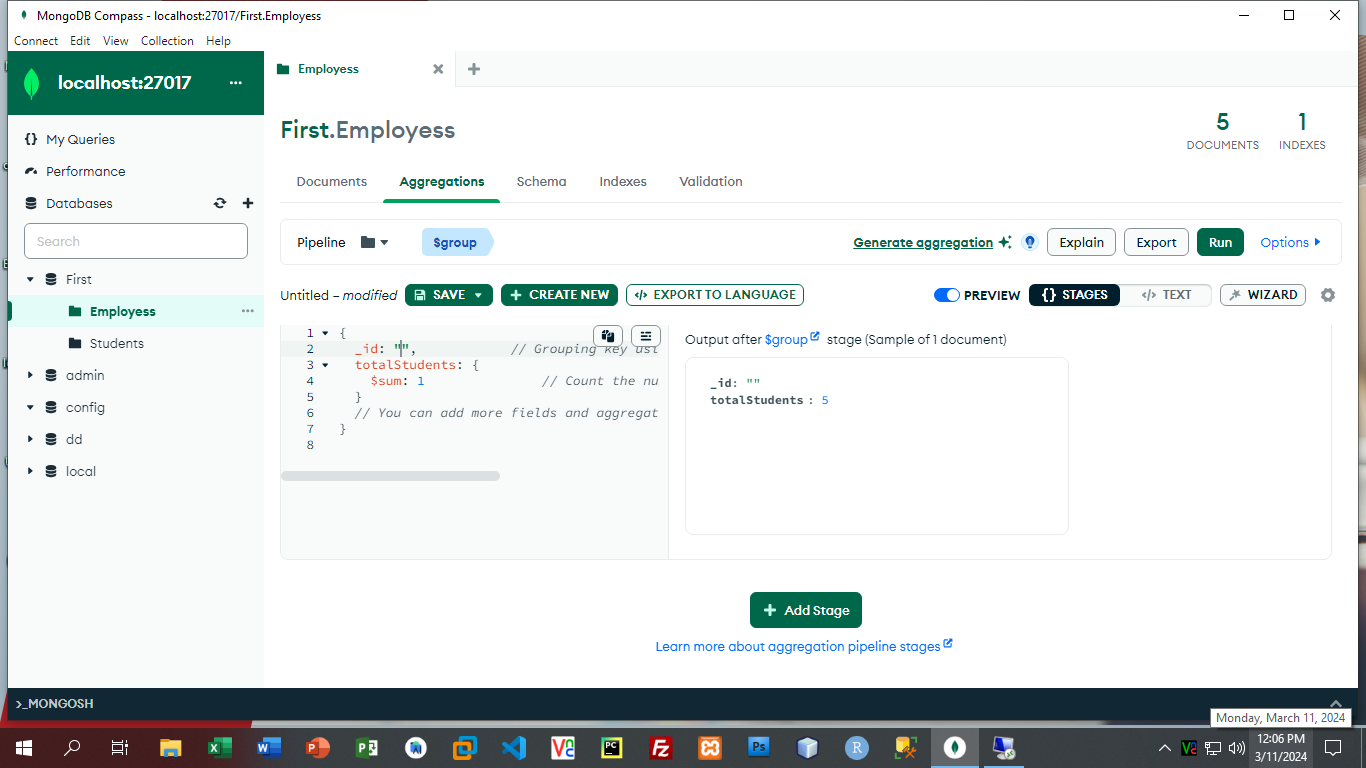 MongoDB Compass - localhost:27017/First.Employess
Connect Edit View Collection Help
localhost:27017 ...
Employess
{} My Queries
Performance
Databases
Search
First
Employess ...
Students
admin
config
dd
local
First.Employess
5 DOCUMENTS
1 INDEXES
Documents Aggregations Schema Indexes Validation
Pipeline $group Generate aggregation Explain Export Run Options
Untitled – modified SAVE + CREATE NEW </> EXPORT TO LANGUAGE PREVIEW {} STAGES </> TEXT WIZARD
1 {
2 _id: "", // Grouping key usi
3 totalStudents: {
4 $sum: 1 // Count the nu
5 }
6 // You can add more fields and aggregat
7 }
8
Output after $group stage (Sample of 1 document)
_id: ""
totalStudents : 5
+ Add Stage
Learn more about aggregation pipeline stages
>_MONGOSH
Monday, March 11, 2024
12:06 PM
3/11/2024